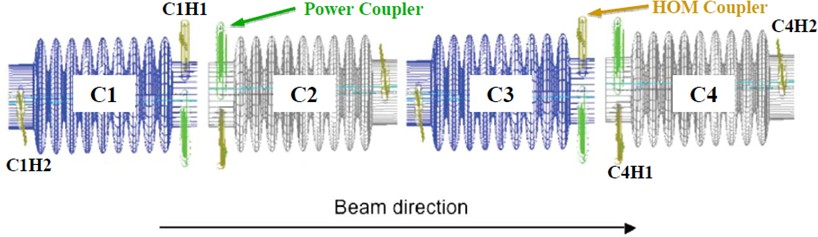 C1H1
Power Coupler
HOM Coupler
C4H2
C1
C2
C3
C4
C1H2
C4H1
Beam direction